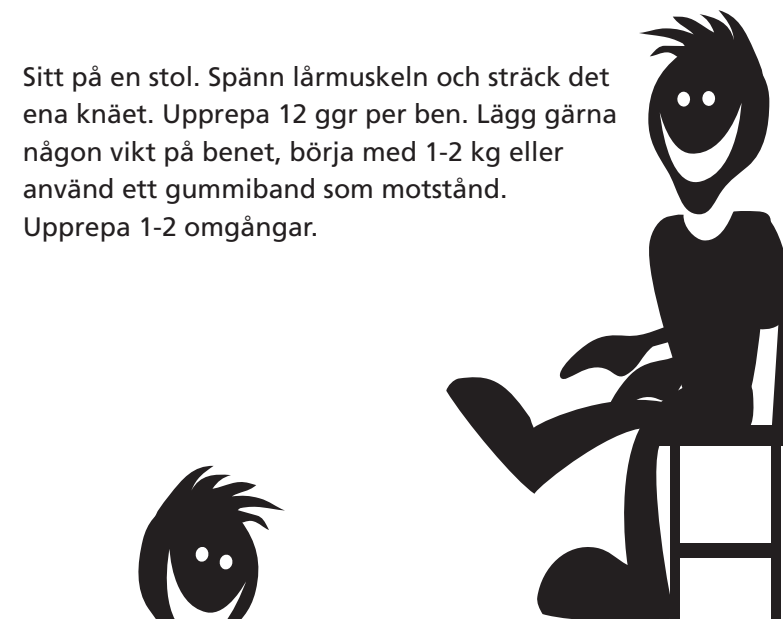 Sitt på en stol. Spänn lårmuskeln och sträck det
ena knäet. Upprepa 12 ggr per ben. Lägg gärna
någon vikt på benet, börja med 1-2 kg eller
använd ett gummiband som motstånd.
Upprepa 1-2 omgångar.